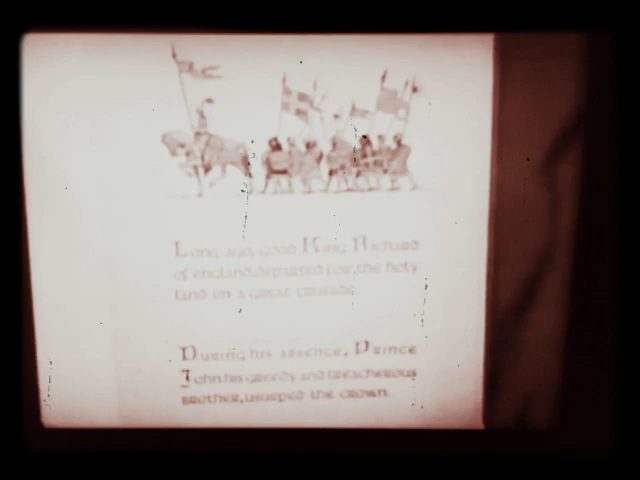 Long ago, good King Richard
of england, departed for the holy
land on a great crusade.
During his absence, Prince
John his greedy and treacherous
brother, usurped the crown.